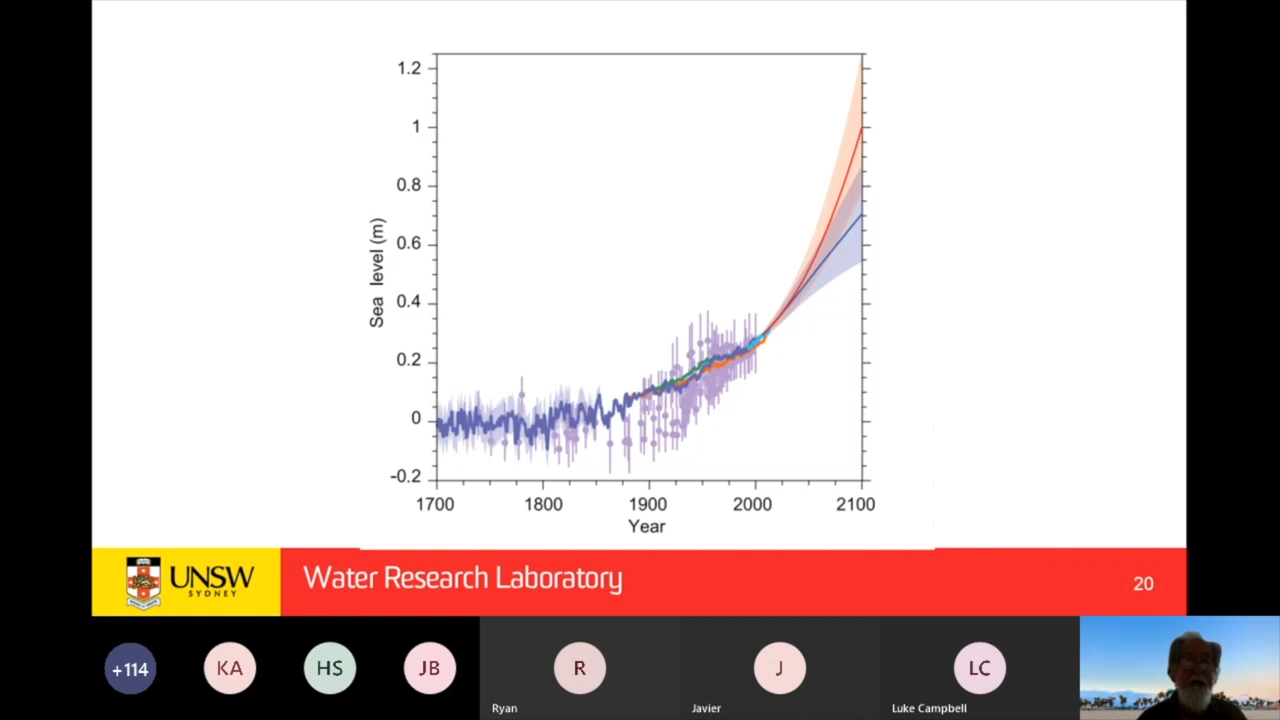 1.2
1
0.8
0.6
0.4
0.2
0
-0.2
Sea level (m)
1700
1800
1900
2000
2100
Year
UNSW
SYDNEY
Water Research Laboratory
20
+114
KA
HS
JB
R
J
LC
Ryan
Javier
Luke Campbell